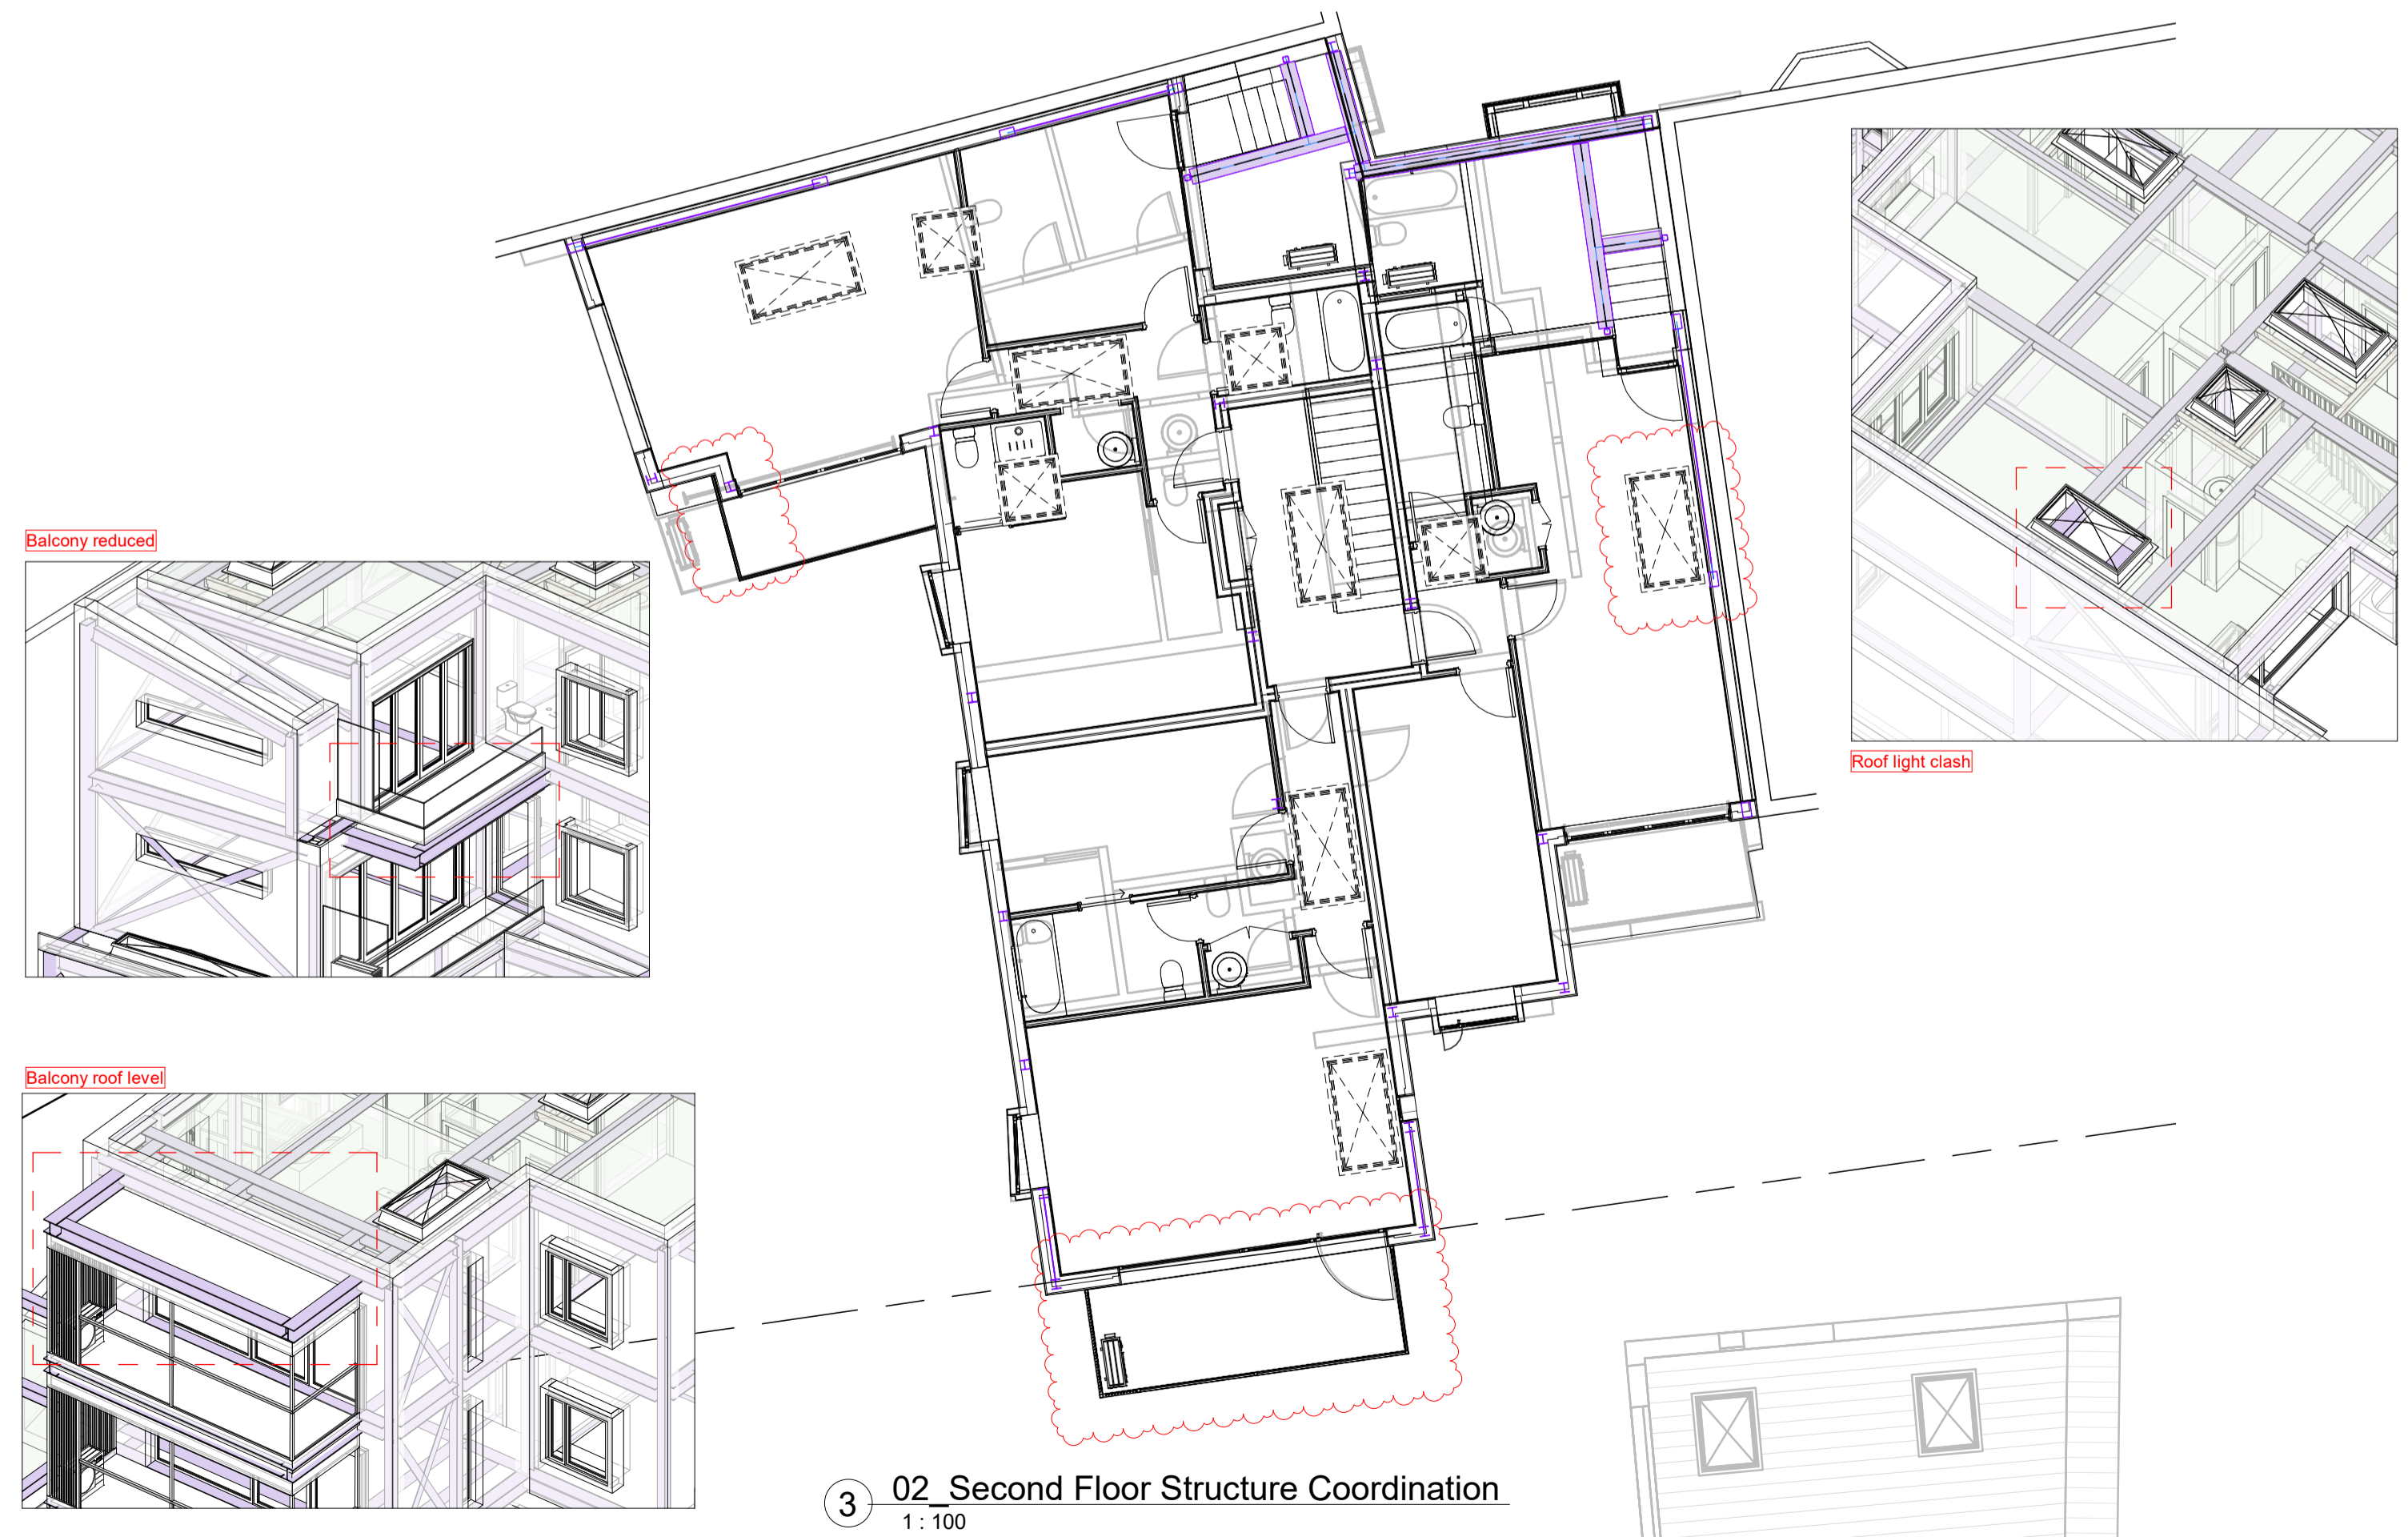 Balcony reduced
Roof light clash
Balcony roof level
3
02_Second Floor Structure Coordination
1 : 100